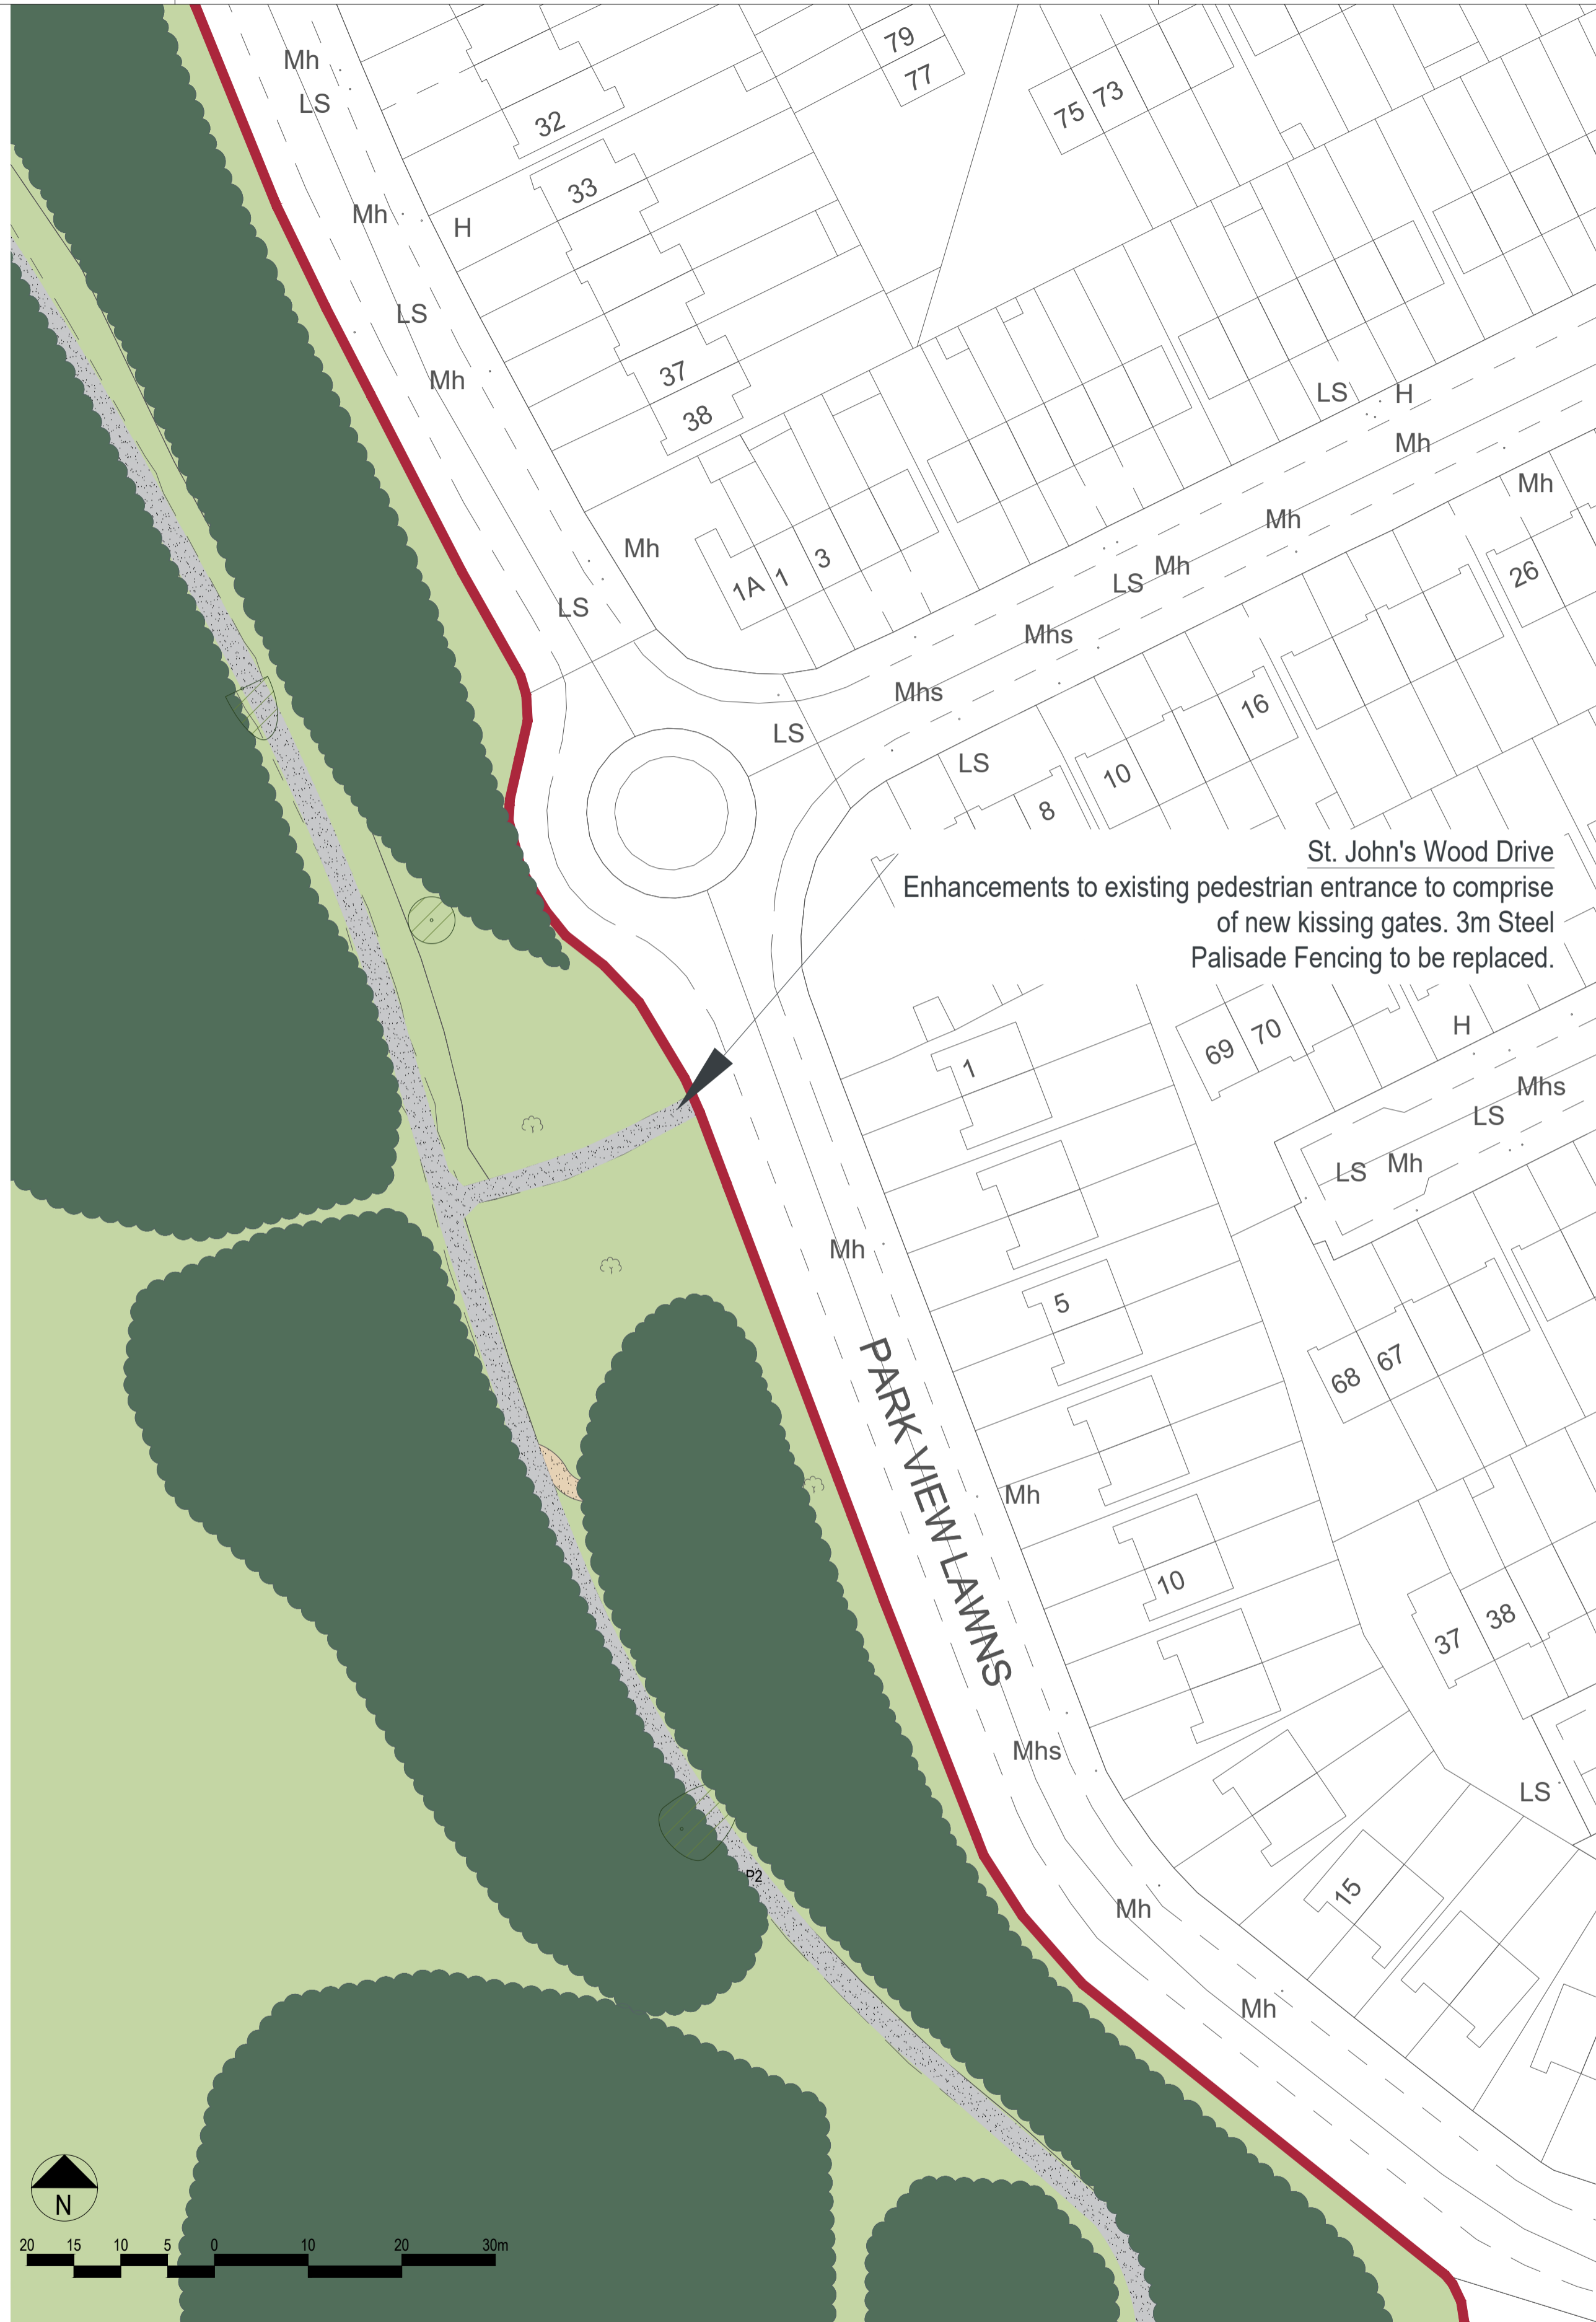 Mh
79
77
75 73
LS
32
33
Mh
H
LS
37
Mh
38
LS
H
Mh
Mh
Mh
Mh
1A 1 3
Mh
LS
26
LS
Mhs
Mhs
16
LS
LS
10
8
St. John's Wood Drive
Enhancements to existing pedestrian entrance to comprise
of new kissing gates. 3m Steel
Palisade Fencing to be replaced.
H
69 70
1
Mhs
LS
LS
Mh
Mh
5
68 67
PARK VIEW LAWNS
Mh
10
37 38
Mhs
LS
P2
15
Mh
Mh
N
20 15 10 5 0 10 20 30m